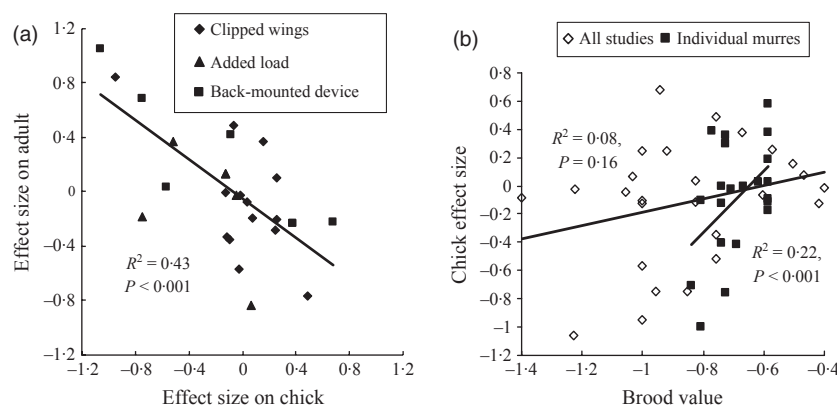 (a)
Clipped wings
Added load
Back-mounted device
Effect size on adult
1·2
0·8
0·4
0
−0·4
−0·8
−1·2
R² = 0·43
P < 0·001
−1·2 −0·8 −0·4 0 0·4 0·8 1·2
Effect size on chick
(b)
All studies Individual murres
Chick effect size
0·8
0·6
0·4
0·2
0
−0·2
−0·4
−0·6
−0·8
−1
−1·2
R² = 0·08,
P = 0·16
R² = 0·22,
P < 0·001
−1·4 −1·2 −1 −0·8 −0·6 −0·4
Brood value